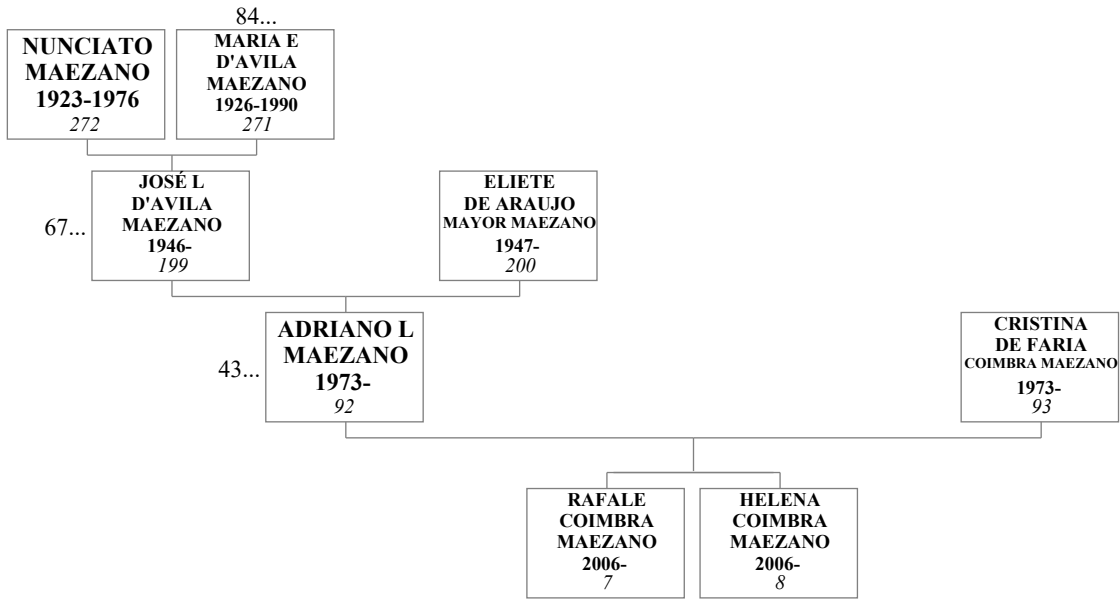 84...
NUNCIATO
MAEZANO
1923-1976
272
MARIA E
D'AVILA
MAEZANO
1926-1990
271
67...
JOSÉ L
D'AVILA
MAEZANO
1946-
199
ELIETE
DE ARAUJO
MAYOR MAEZANO
1947-
200
43...
ADRIANO L
MAEZANO
1973-
92
CRISTINA
DE FARIA
COIMBRA MAEZANO
1973-
93
RAFALE
COIMBRA
MAEZANO
2006-
7
HELENA
COIMBRA
MAEZANO
2006-
8